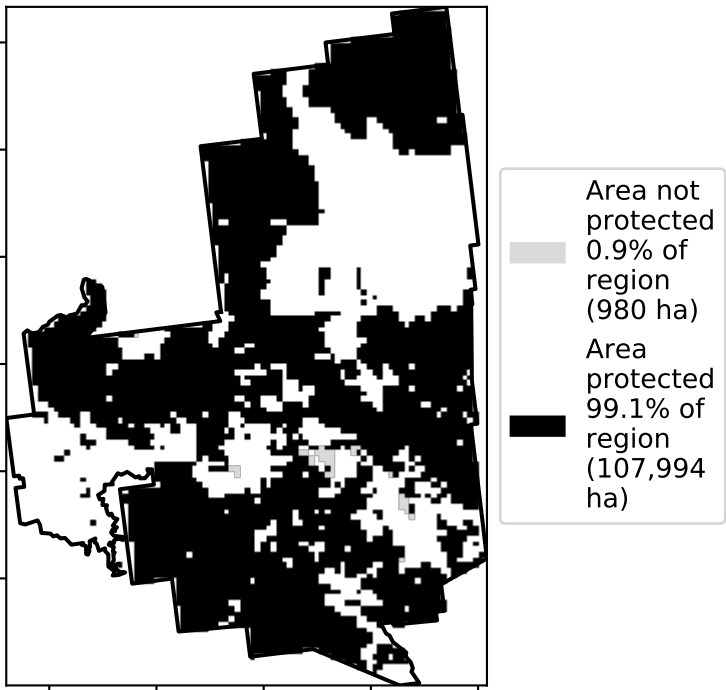 Area not
protected
0.9% of
region
(980 ha)
Area
protected
99.1% of
region
(107,994
ha)